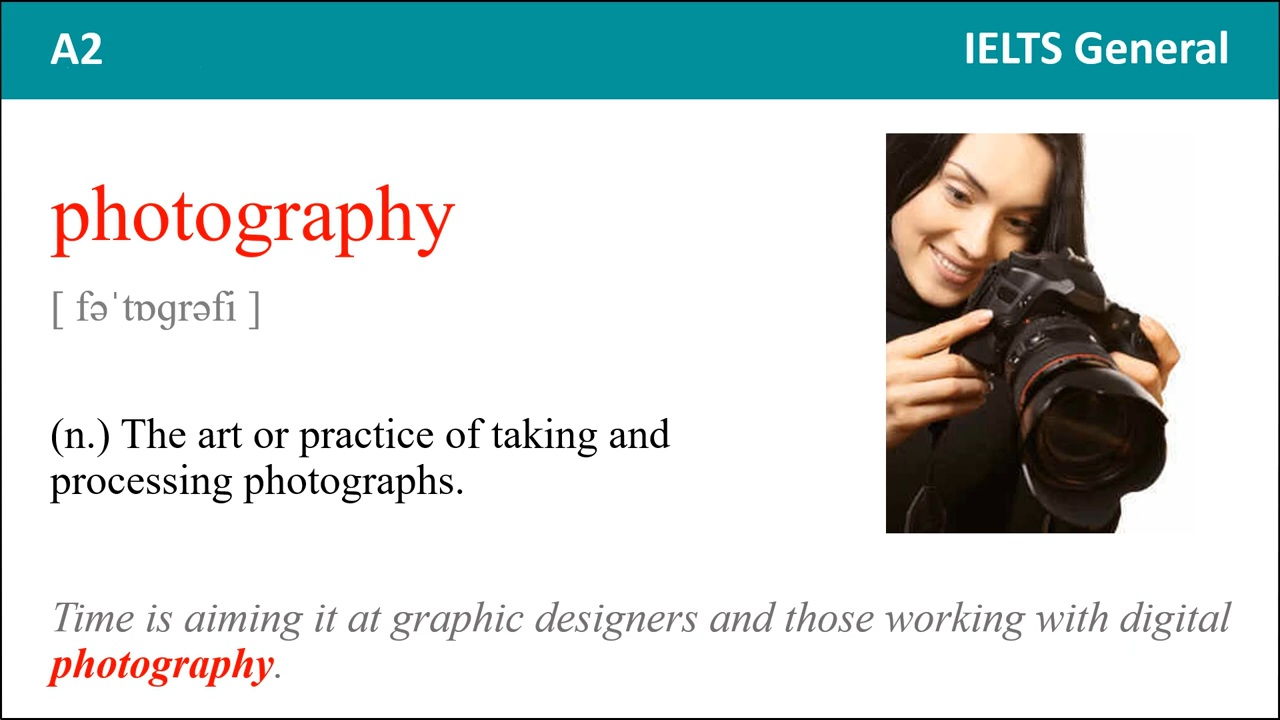 A2
IELTS General
photography
[ fəˈtɒɡrəfi ]
(n.) The art or practice of taking and
processing photographs.
Time is aiming it at graphic designers and those working with digital
photography.